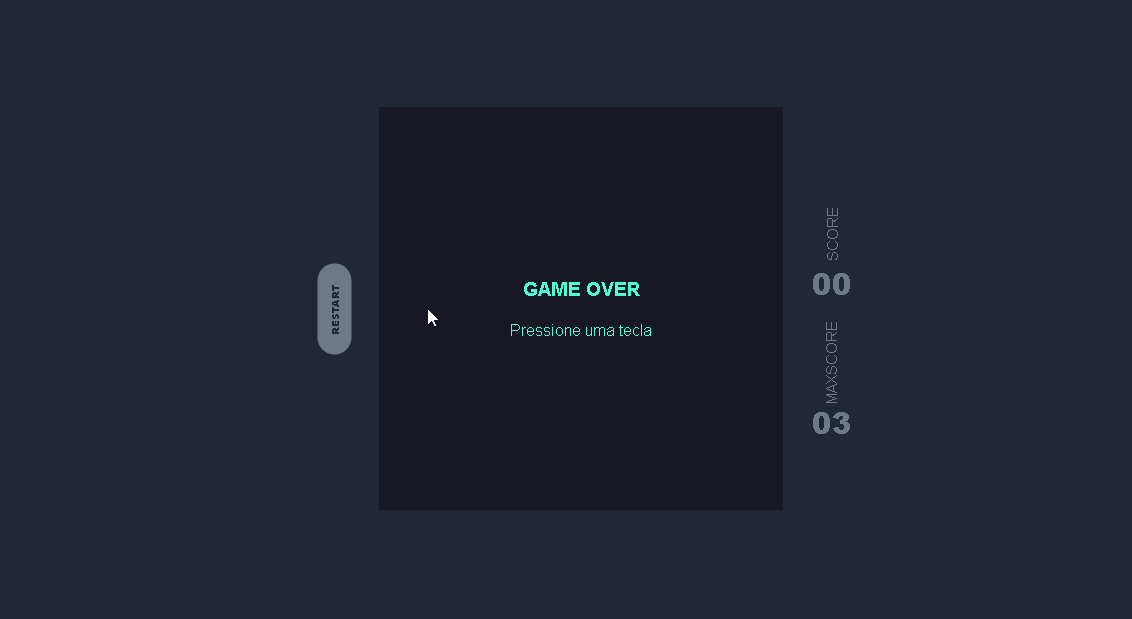 RESTART
GAME OVER
Pressione uma tecla
SCORE
00
MAXSCORE
03